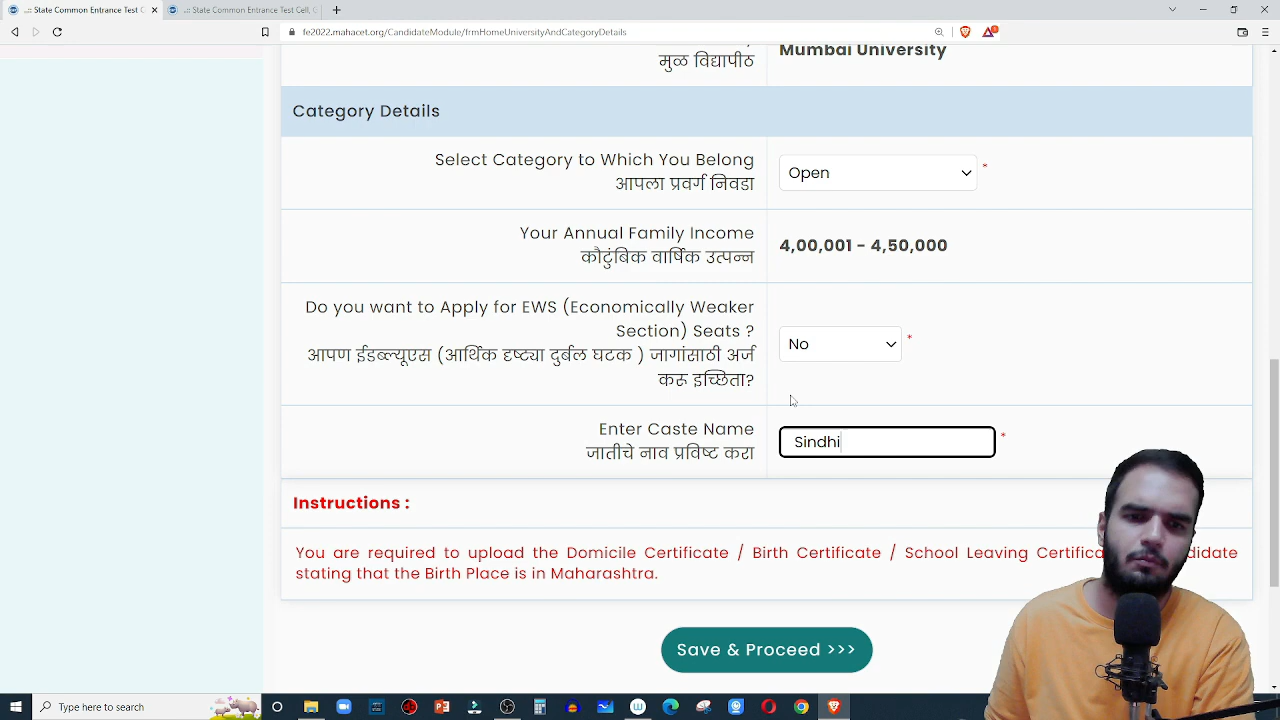 .:: State Common Entrance Test C
.:: State Common Entrance Test Cell, G
fe2022.mahacet.org/CandidateModule/frmHomeUniversityAndCategoryDetails
मुळ विद्यापीठ
Mumbai University
Category Details
Select Category to Which You Belong
आपला प्रवर्ग निवडा
Open
*
Your Annual Family Income
कौटुंबिक वार्षिक उत्पन्न
4,00,001 - 4,50,000
Do you want to Apply for EWS (Economically Weaker
Section) Seats ?
आपण ईडब्ल्यूएस (आर्थिक दृष्ट्या दुर्बल घटक ) जागांसाठी अर्ज
करू इच्छिता?
No
*
Enter Caste Name
जातीचे नाव प्रविष्ट करा
Sindhi
*
Instructions :
You are required to upload the Domicile Certificate / Birth Certificate / School Leaving Certifica didate
stating that the Birth Place is in Maharashtra.
Save & Proceed >>>
Type here to search